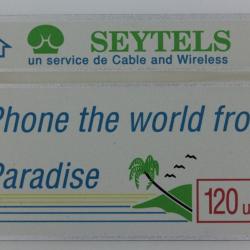 SEYTELS
un service de Cable and Wireless
Phone the world fro
Paradise
120 u